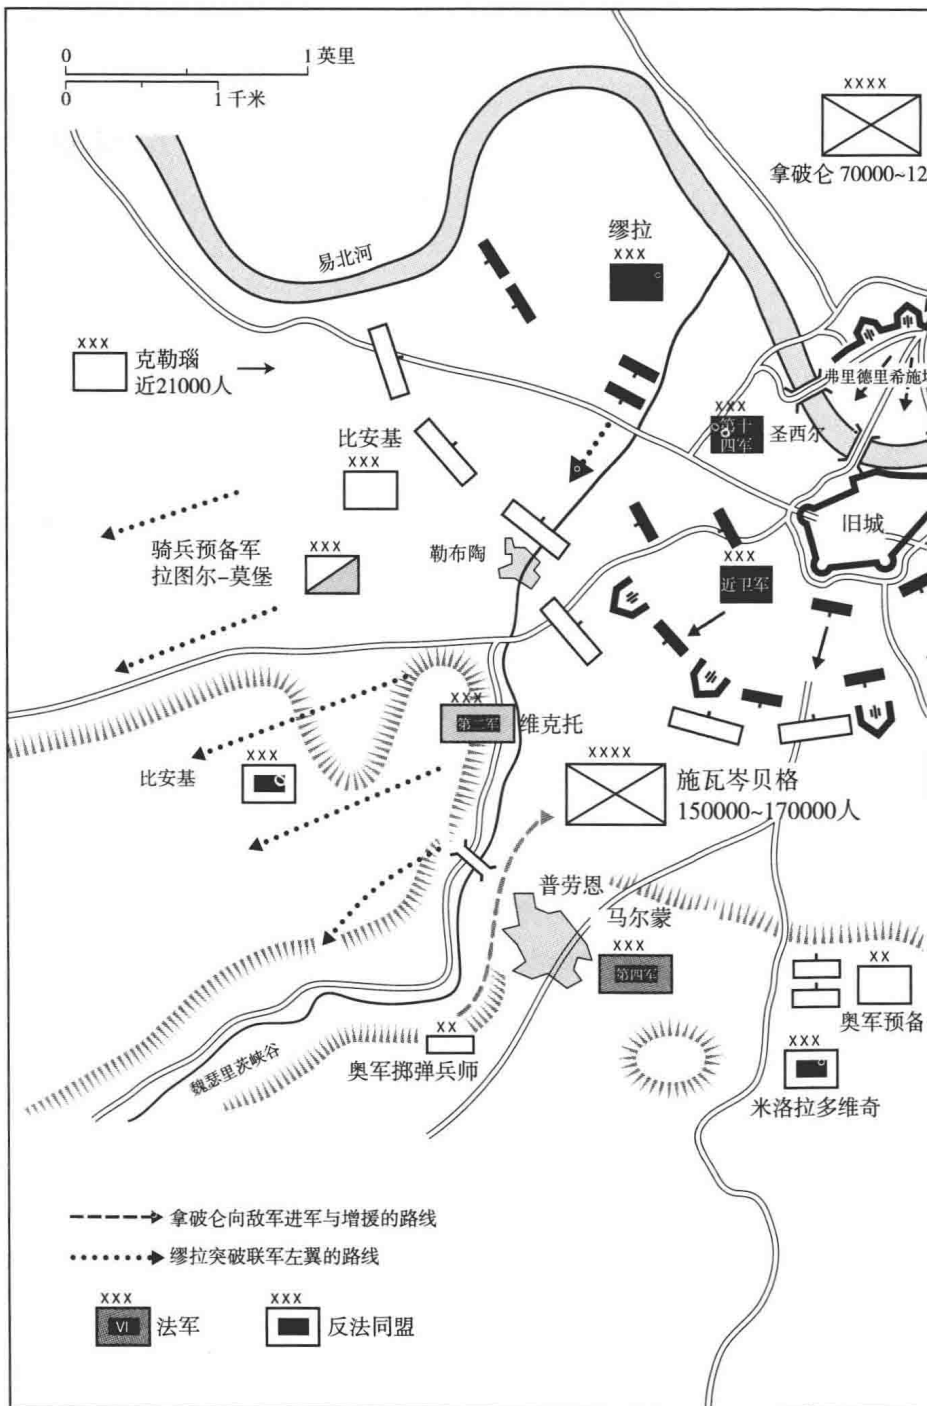 0 1 英里
0 1 千米
XXXX
拿破仑 70000~12
缪拉
XXX
易北河
XXX
克勒瑙
近21000人
弗里德里希施塔
XXX
第十
四军
圣西尔
比安基
XXX
旧城
骑兵预备军
拉图尔-莫堡
XXX
勒布陶
XXX
近卫军
XXX
第二军
维克托
XXX
比安基
XXXX
施瓦岑贝格
150000~170000人
普劳恩
马尔蒙
XXX
第四军
XX
奥军预备
XX
奥军掷弹兵师
XXX
米洛拉多维奇
魏瑟里茨峡谷
拿破仑向敌军进军与增援的路线
缪拉突破联军左翼的路线
XXX
VI
法军
XXX
反法同盟